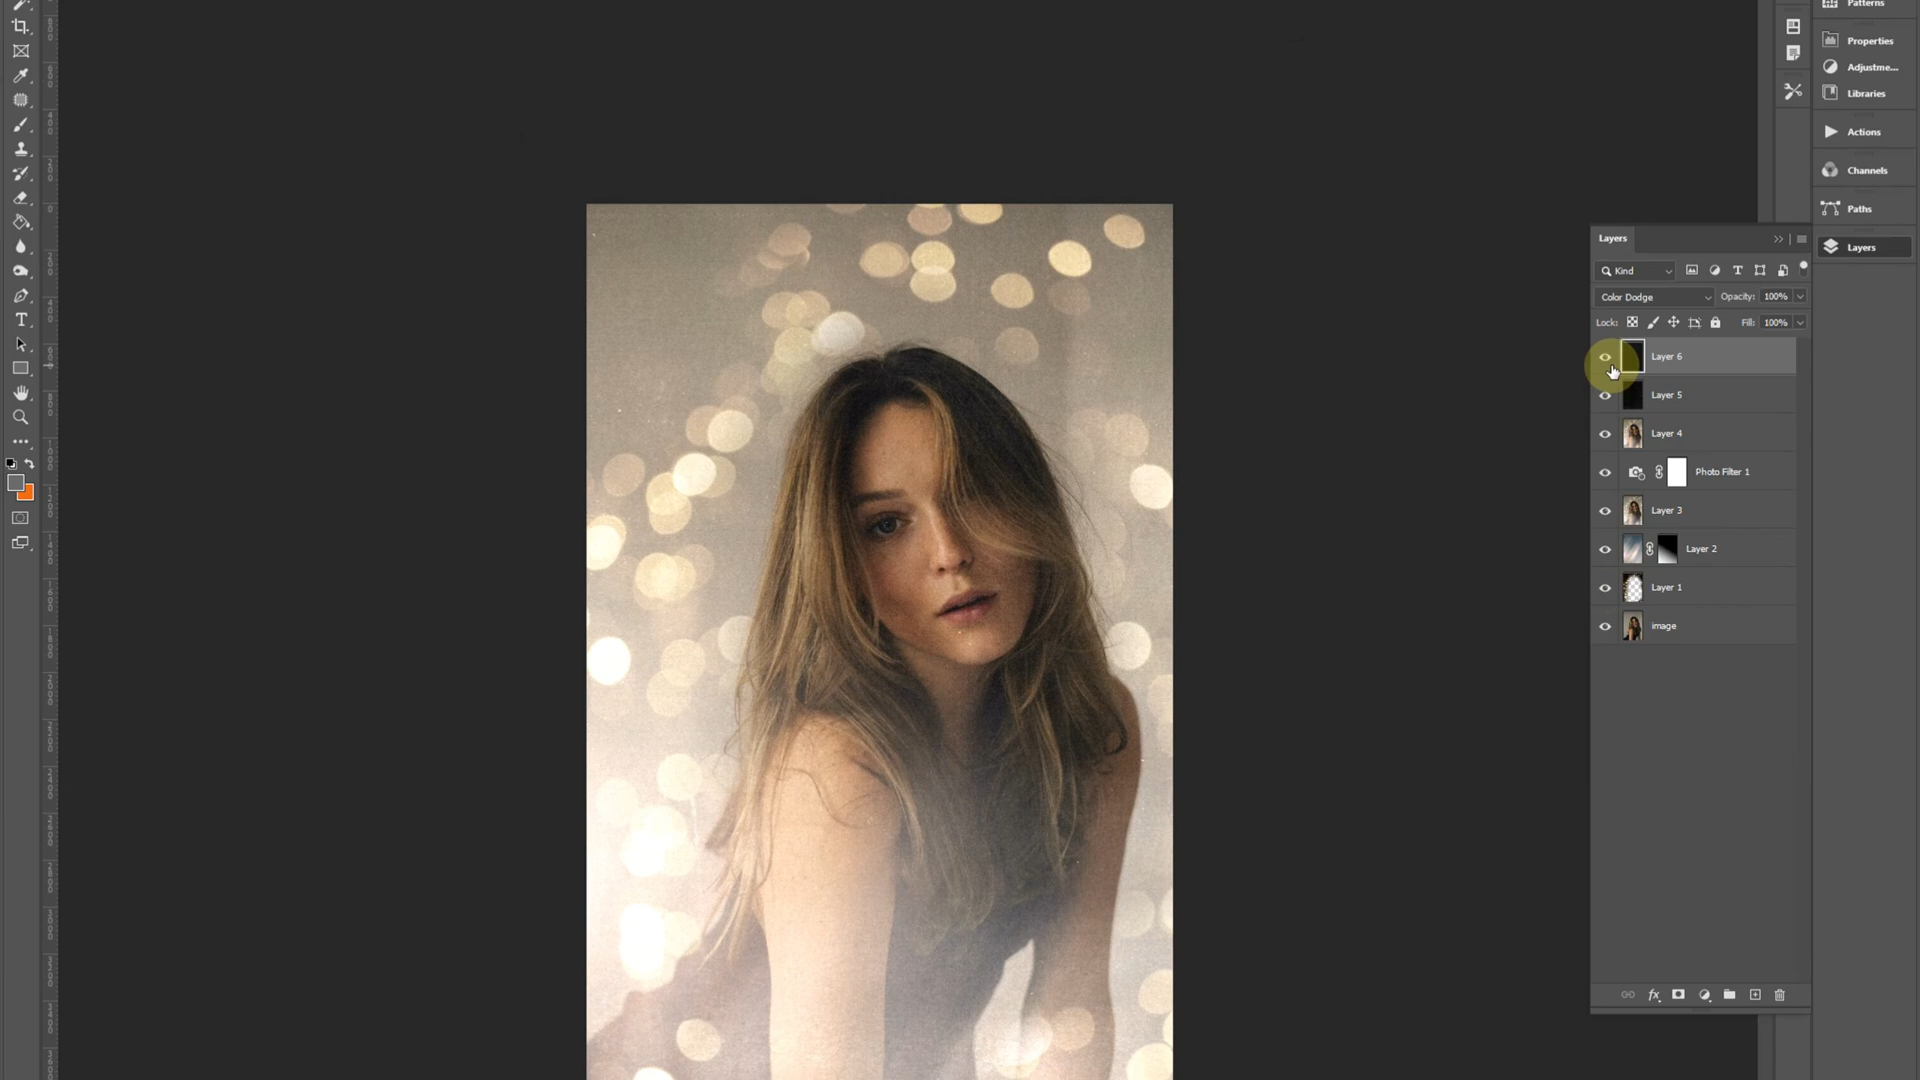 Patterns
Properties
Adjustme...
Libraries
Actions
Channels
Paths
Layers
Layers
Kind
Color Dodge
Opacity: 100%
Lock:
Fill: 100%
Layer 6
Layer 5
Layer 4
Photo Filter 1
Layer 3
Layer 2
Layer 1
image
fx